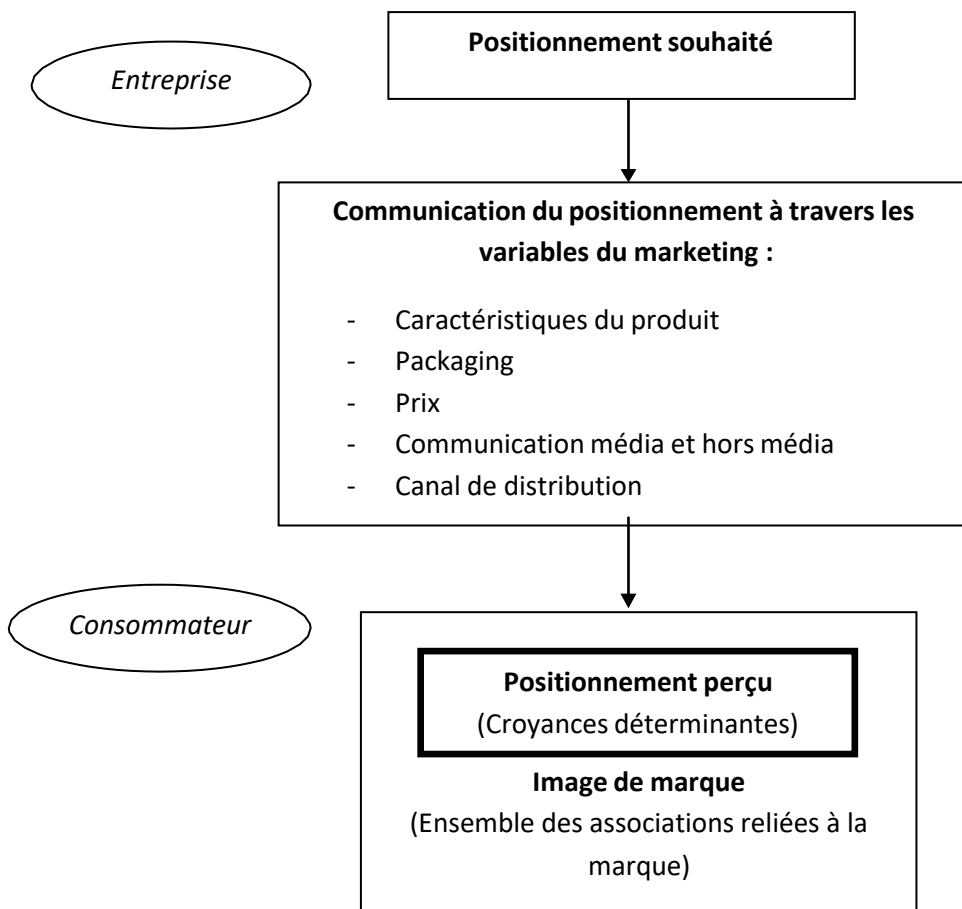 Positionnement souhaité
Entreprise
Communication du positionnement à travers les
variables du marketing :
- Caractéristiques du produit
- Packaging
- Prix
- Communication média et hors média
- Canal de distribution
Consommateur
Positionnement perçu
(Croyances déterminantes)
Image de marque
(Ensemble des associations reliées à la
marque)